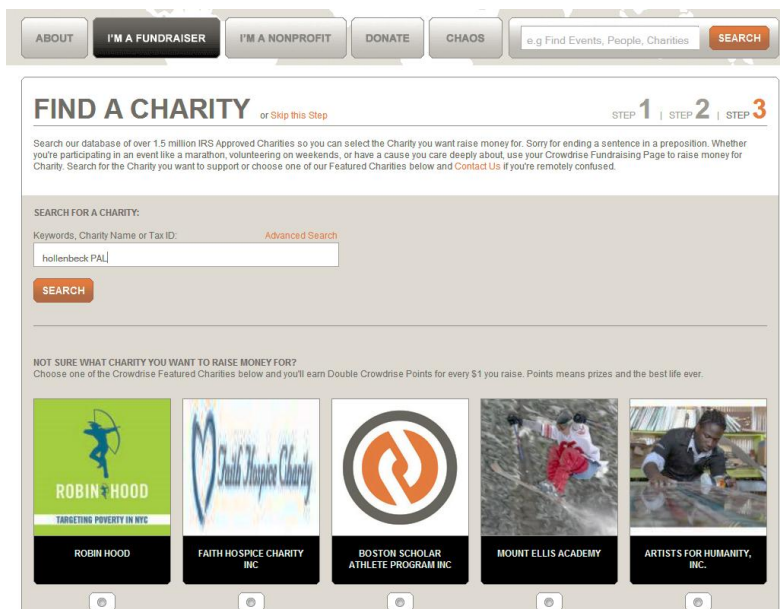 ABOUT
I'M A FUNDRAISER
I'M A NONPROFIT
DONATE
CHAOS
e.g Find Events, People, Charities
SEARCH
FIND A CHARITY or Skip this Step
STEP 1 | STEP 2 | STEP 3
Search our database of over 1.5 million IRS Approved Charities so you can select the Charity you want raise money for. Sorry for ending a sentence in a preposition. Whether
you're participating in an event like a marathon, volunteering on weekends, or have a cause you care deeply about, use your Crowdrise Fundraising Page to raise money for
Charity. Search for the Charity you want to support or choose one of our Featured Charities below and Contact Us if you're remotely confused.
SEARCH FOR A CHARITY:
Keywords, Charity Name or Tax ID:
Advanced Search
hollenbeck PAL
SEARCH
NOT SURE WHAT CHARITY YOU WANT TO RAISE MONEY FOR?
Choose one of the Crowdrise Featured Charities below and you'll earn Double Crowdrise Points for every $1 you raise. Points means prizes and the best life ever.
ROBIN HOOD
TARGETING POVERTY IN NYC
Faith Hospice Charity
ROBIN HOOD
FAITH HOSPICE CHARITY
INC
BOSTON SCHOLAR
ATHLETE PROGRAM INC
MOUNT ELLIS ACADEMY
ARTISTS FOR HUMANITY,
INC.